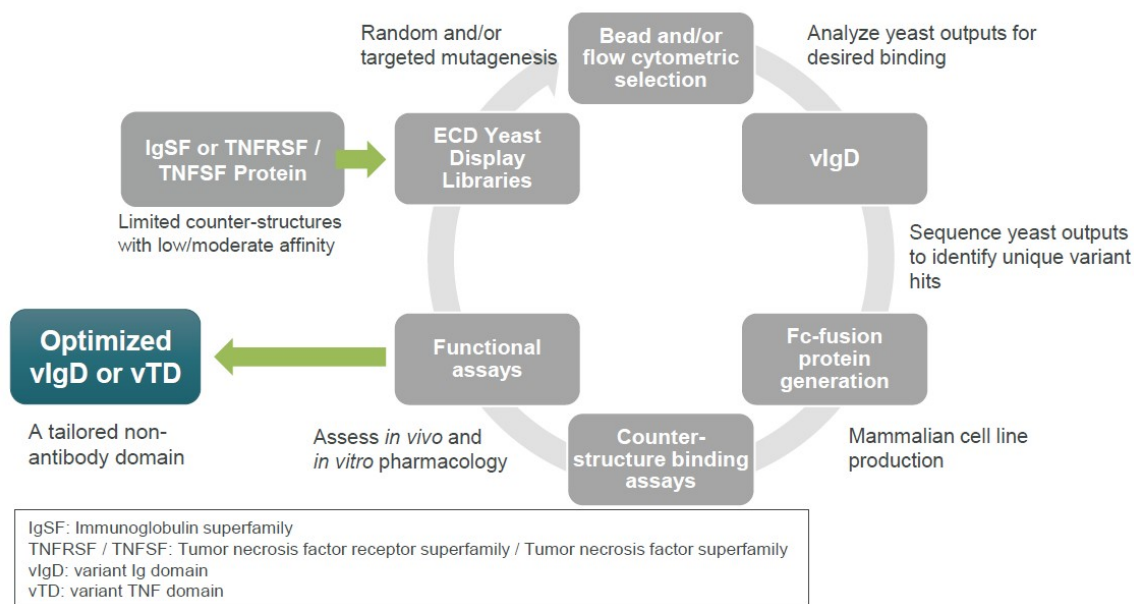 Random and/or
targeted mutagenesis
Bead and/or
flow cytometric
selection
Analyze yeast outputs for
desired binding
IgSF or TNFRSF /
TNFSF Protein
ECD Yeast
Display
Libraries
vIgD
Limited counter-structures
with low/moderate affinity
Sequence yeast outputs
to identify unique variant
hits
Optimized
vIgD or vTD
Functional
assays
Fc-fusion
protein
generation
A tailored non-
antibody domain
Assess in vivo and
in vitro pharmacology
Counter-
structure binding
assays
Mammalian cell line
production
IgSF: Immunoglobulin superfamily
TNFRSF / TNFSF: Tumor necrosis factor receptor superfamily / Tumor necrosis factor superfamily
vIgD: variant Ig domain
vTD: variant TNF domain